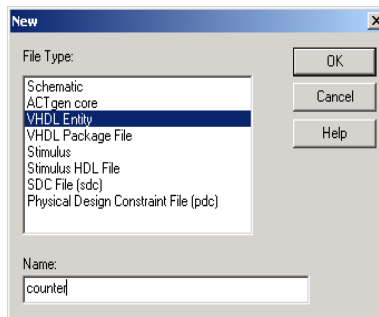 New
File Type:
Schematic
ACTgen core
VHDL Entity
VHDL Package File
Stimulus
Stimulus HDL File
SDC File (sdc)
Physical Design Constraint File (pdc)
OK
Cancel
Help
Name:
counter